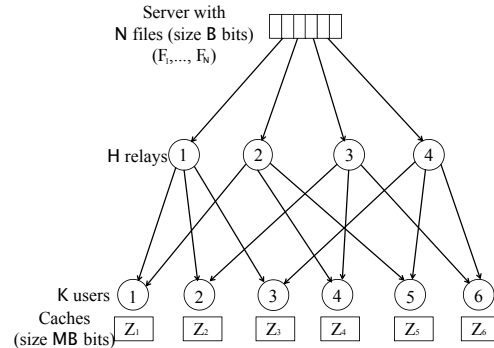 Server with
N files (size B bits)
(F₁,..., F_N)
H relays
1 2 3 4
K users
1 2 3 4 5 6
Caches
(size MB bits)
Z₁ Z₂ Z₃ Z₄ Z₅ Z₆